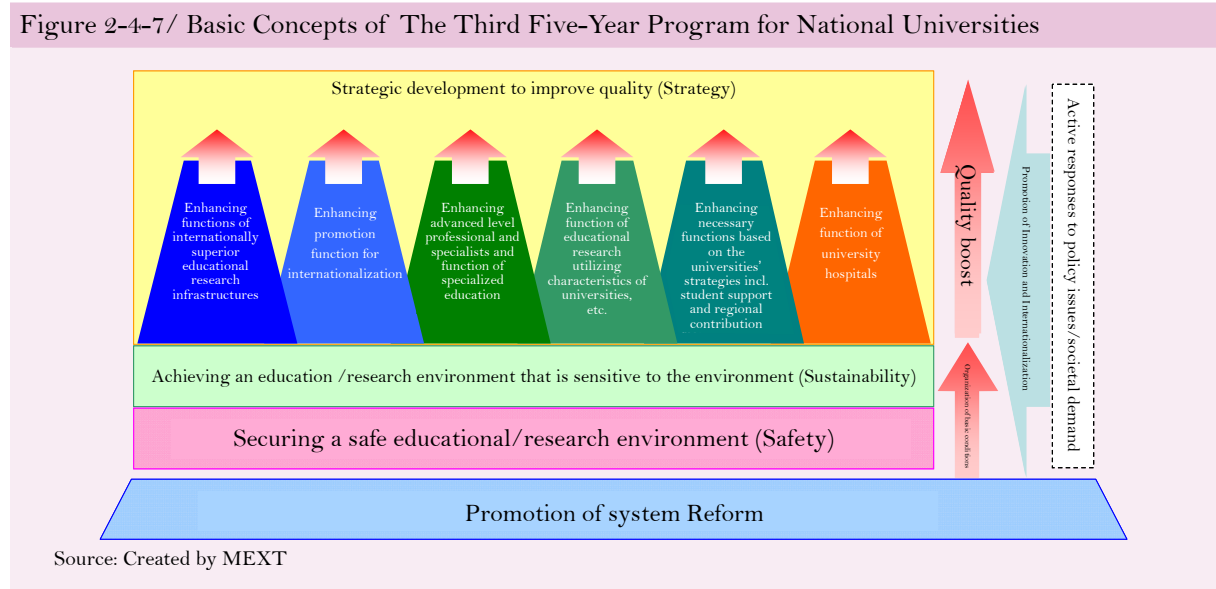 Figure 2-4-7/ Basic Concepts of The Third Five-Year Program for National Universities
Strategic development to improve quality (Strategy)
Enhancing
functions of
internationally
superior
educational
research
infrastructures
Enhancing
promotion
function for
internationalization
Enhancing
advanced level
professional and
specialists and
function of
specialized
education
Enhancing
function of
educational
research
utilizing
characteristics of
universities,
etc.
Enhancing
necessary
functions based
on the
universities'
strategies incl.
student support
and regional
contribution
Enhancing
function of
university
hospitals
Achieving an education /research environment that is sensitive to the environment (Sustainability)
Securing a safe educational/research environment (Safety)
Promotion of system Reform
Quality boost
Organization of basic conditions
Promotion of Innovation and Internationalization
Active responses to policy issues/societal demand
Source: Created by MEXT